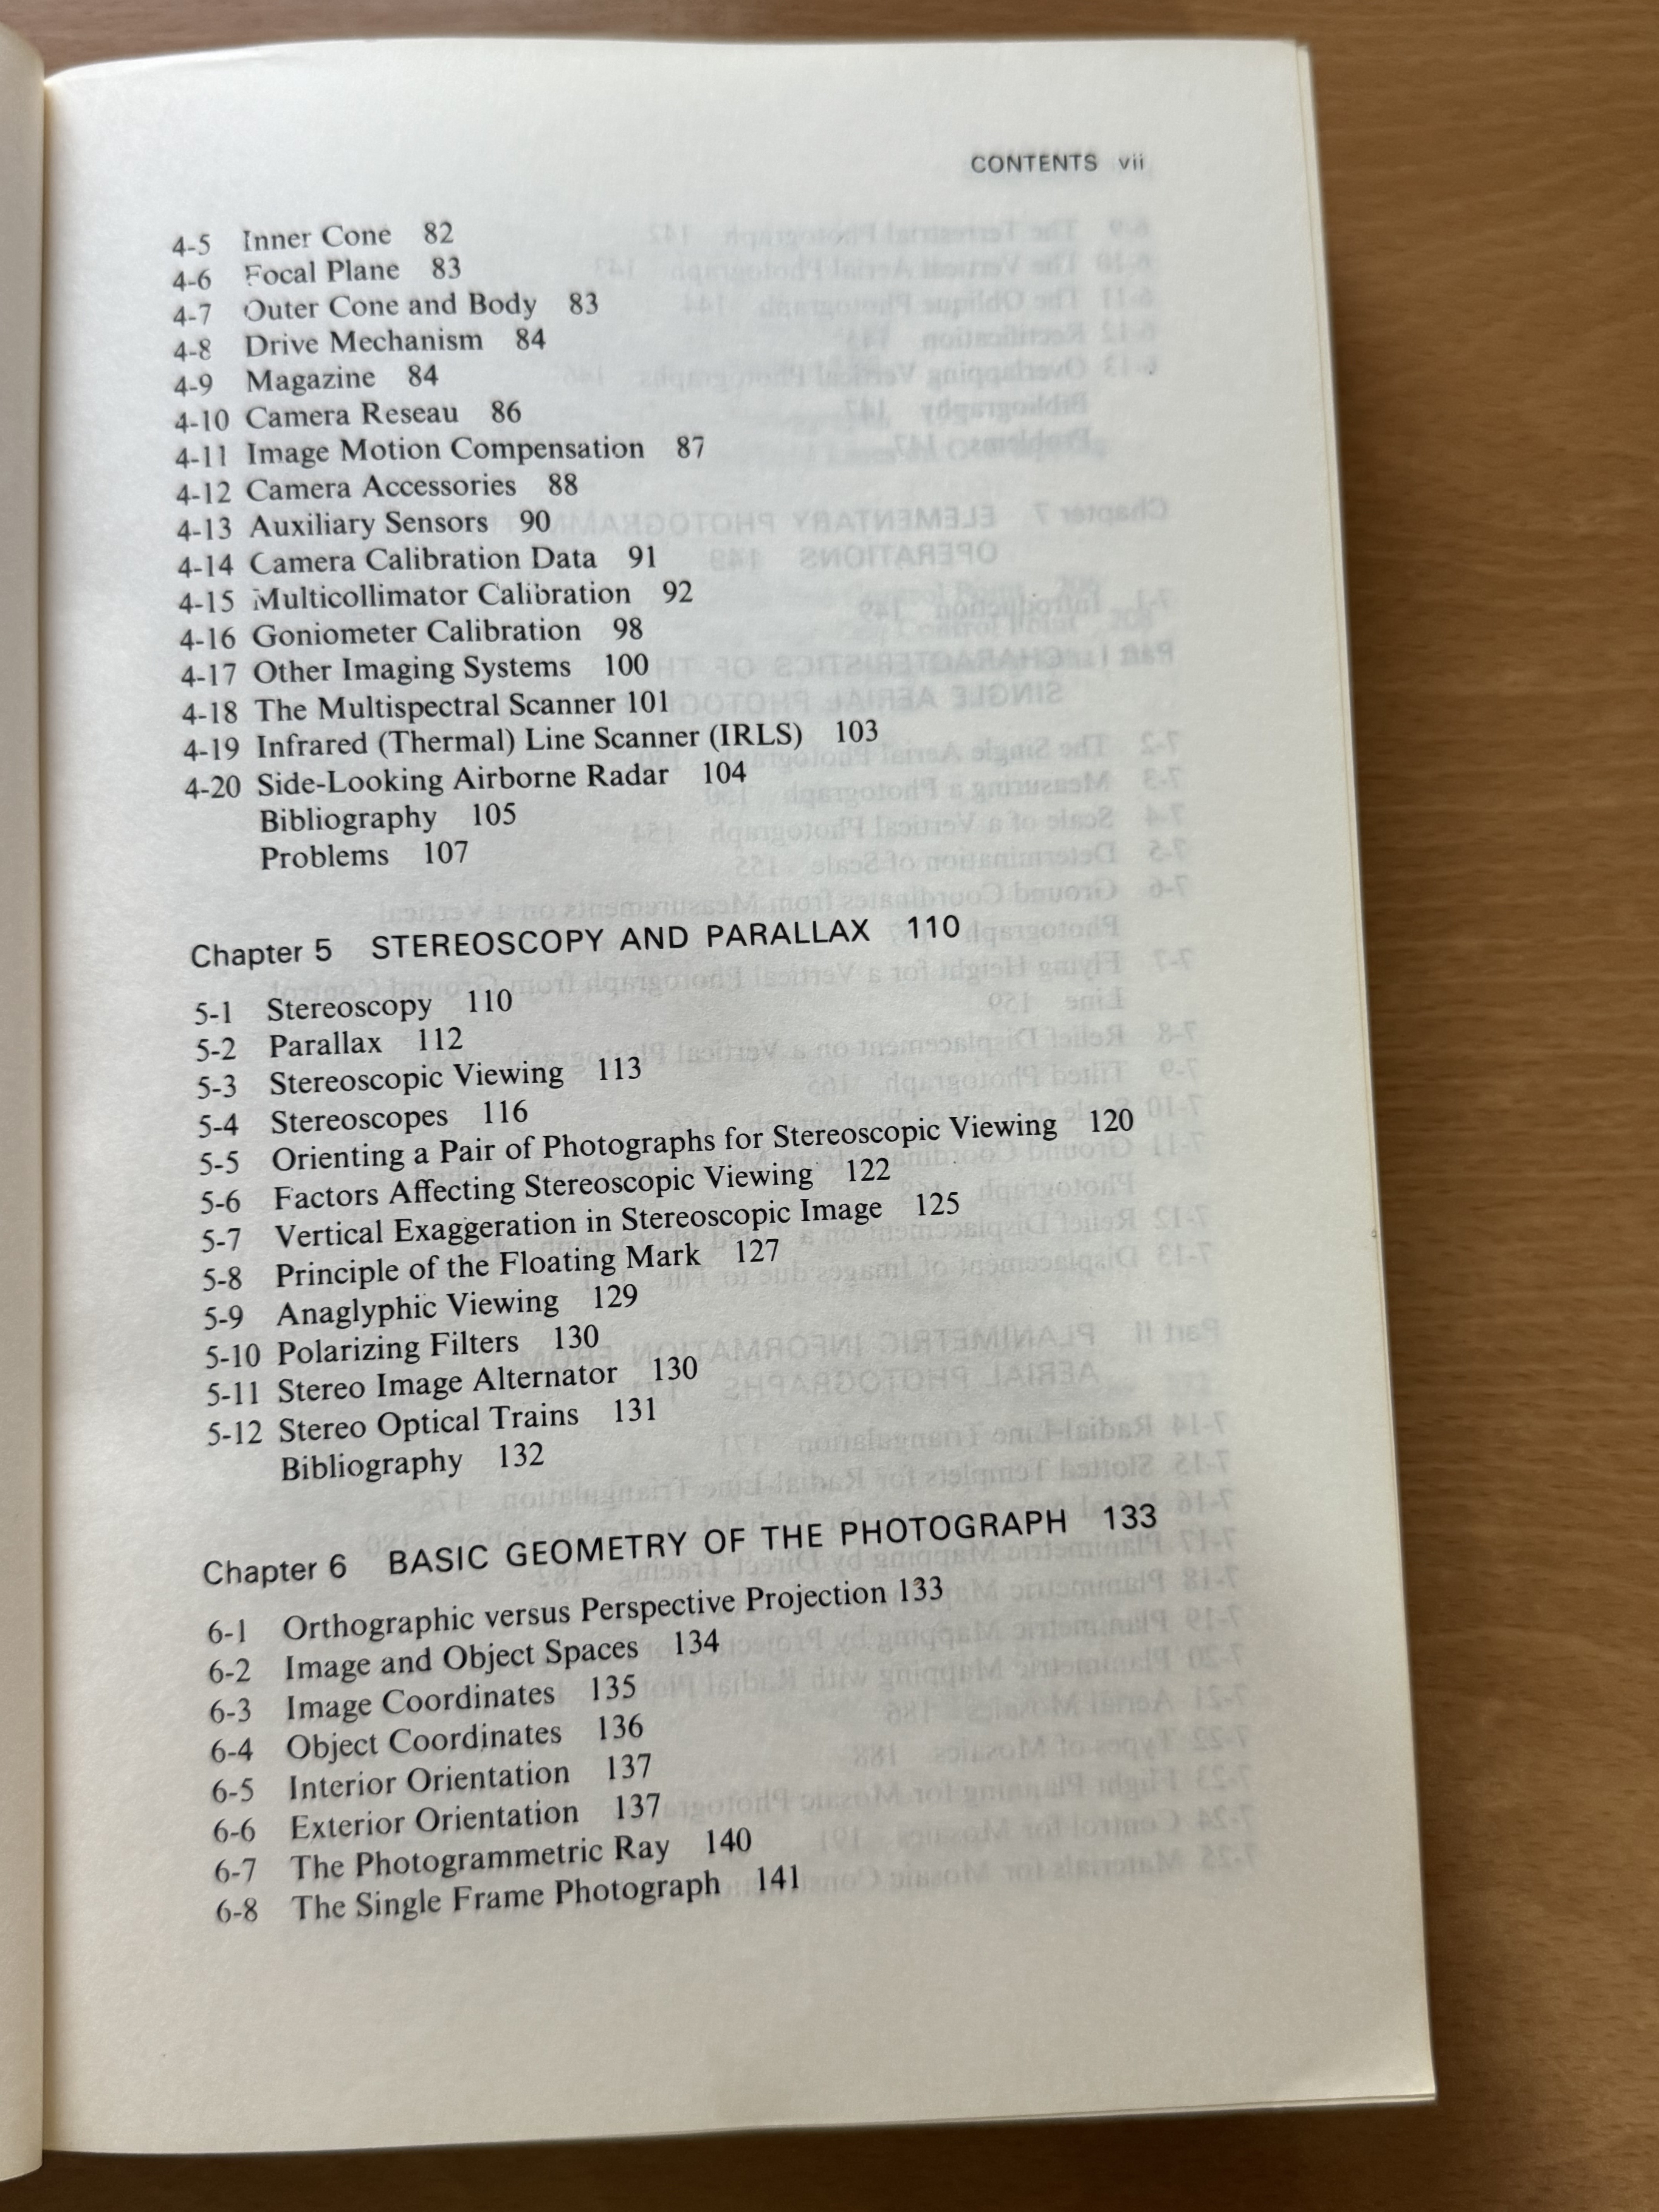 CONTENTS vii
4-5 Inner Cone 82
4-6 Focal Plane 83
4-7 Outer Cone and Body 83
4-8 Drive Mechanism 84
4-9 Magazine 84
4-10 Camera Reseau 86
4-11 Image Motion Compensation 87
4-12 Camera Accessories 88
4-13 Auxiliary Sensors 90
4-14 Camera Calibration Data 91
4-15 Multicollimator Calibration 92
4-16 Goniometer Calibration 98
4-17 Other Imaging Systems 100
4-18 The Multispectral Scanner 101
4-19 Infrared (Thermal) Line Scanner (IRLS) 103
4-20 Side-Looking Airborne Radar 104
Bibliography 105
Problems 107
Chapter 5 STEREOSCOPY AND PARALLAX 110
5-1 Stereoscopy 110
5-2 Parallax 112
5-3 Stereoscopic Viewing 113
5-4 Stereoscopes 116
5-5 Orienting a Pair of Photographs for Stereoscopic Viewing 120
5-6 Factors Affecting Stereoscopic Viewing 122
5-7 Vertical Exaggeration in Stereoscopic Image 125
5-8 Principle of the Floating Mark 127
5-9 Anaglyphic Viewing 129
5-10 Polarizing Filters 130
5-11 Stereo Image Alternator 130
5-12 Stereo Optical Trains 131
Bibliography 132
Chapter 6 BASIC GEOMETRY OF THE PHOTOGRAPH 133
6-1 Orthographic versus Perspective Projection 133
6-2 Image and Object Spaces 134
6-3 Image Coordinates 135
6-4 Object Coordinates 136
6-5 Interior Orientation 137
6-6 Exterior Orientation 137
6-7 The Photogrammetric Ray 140
6-8 The Single Frame Photograph 141